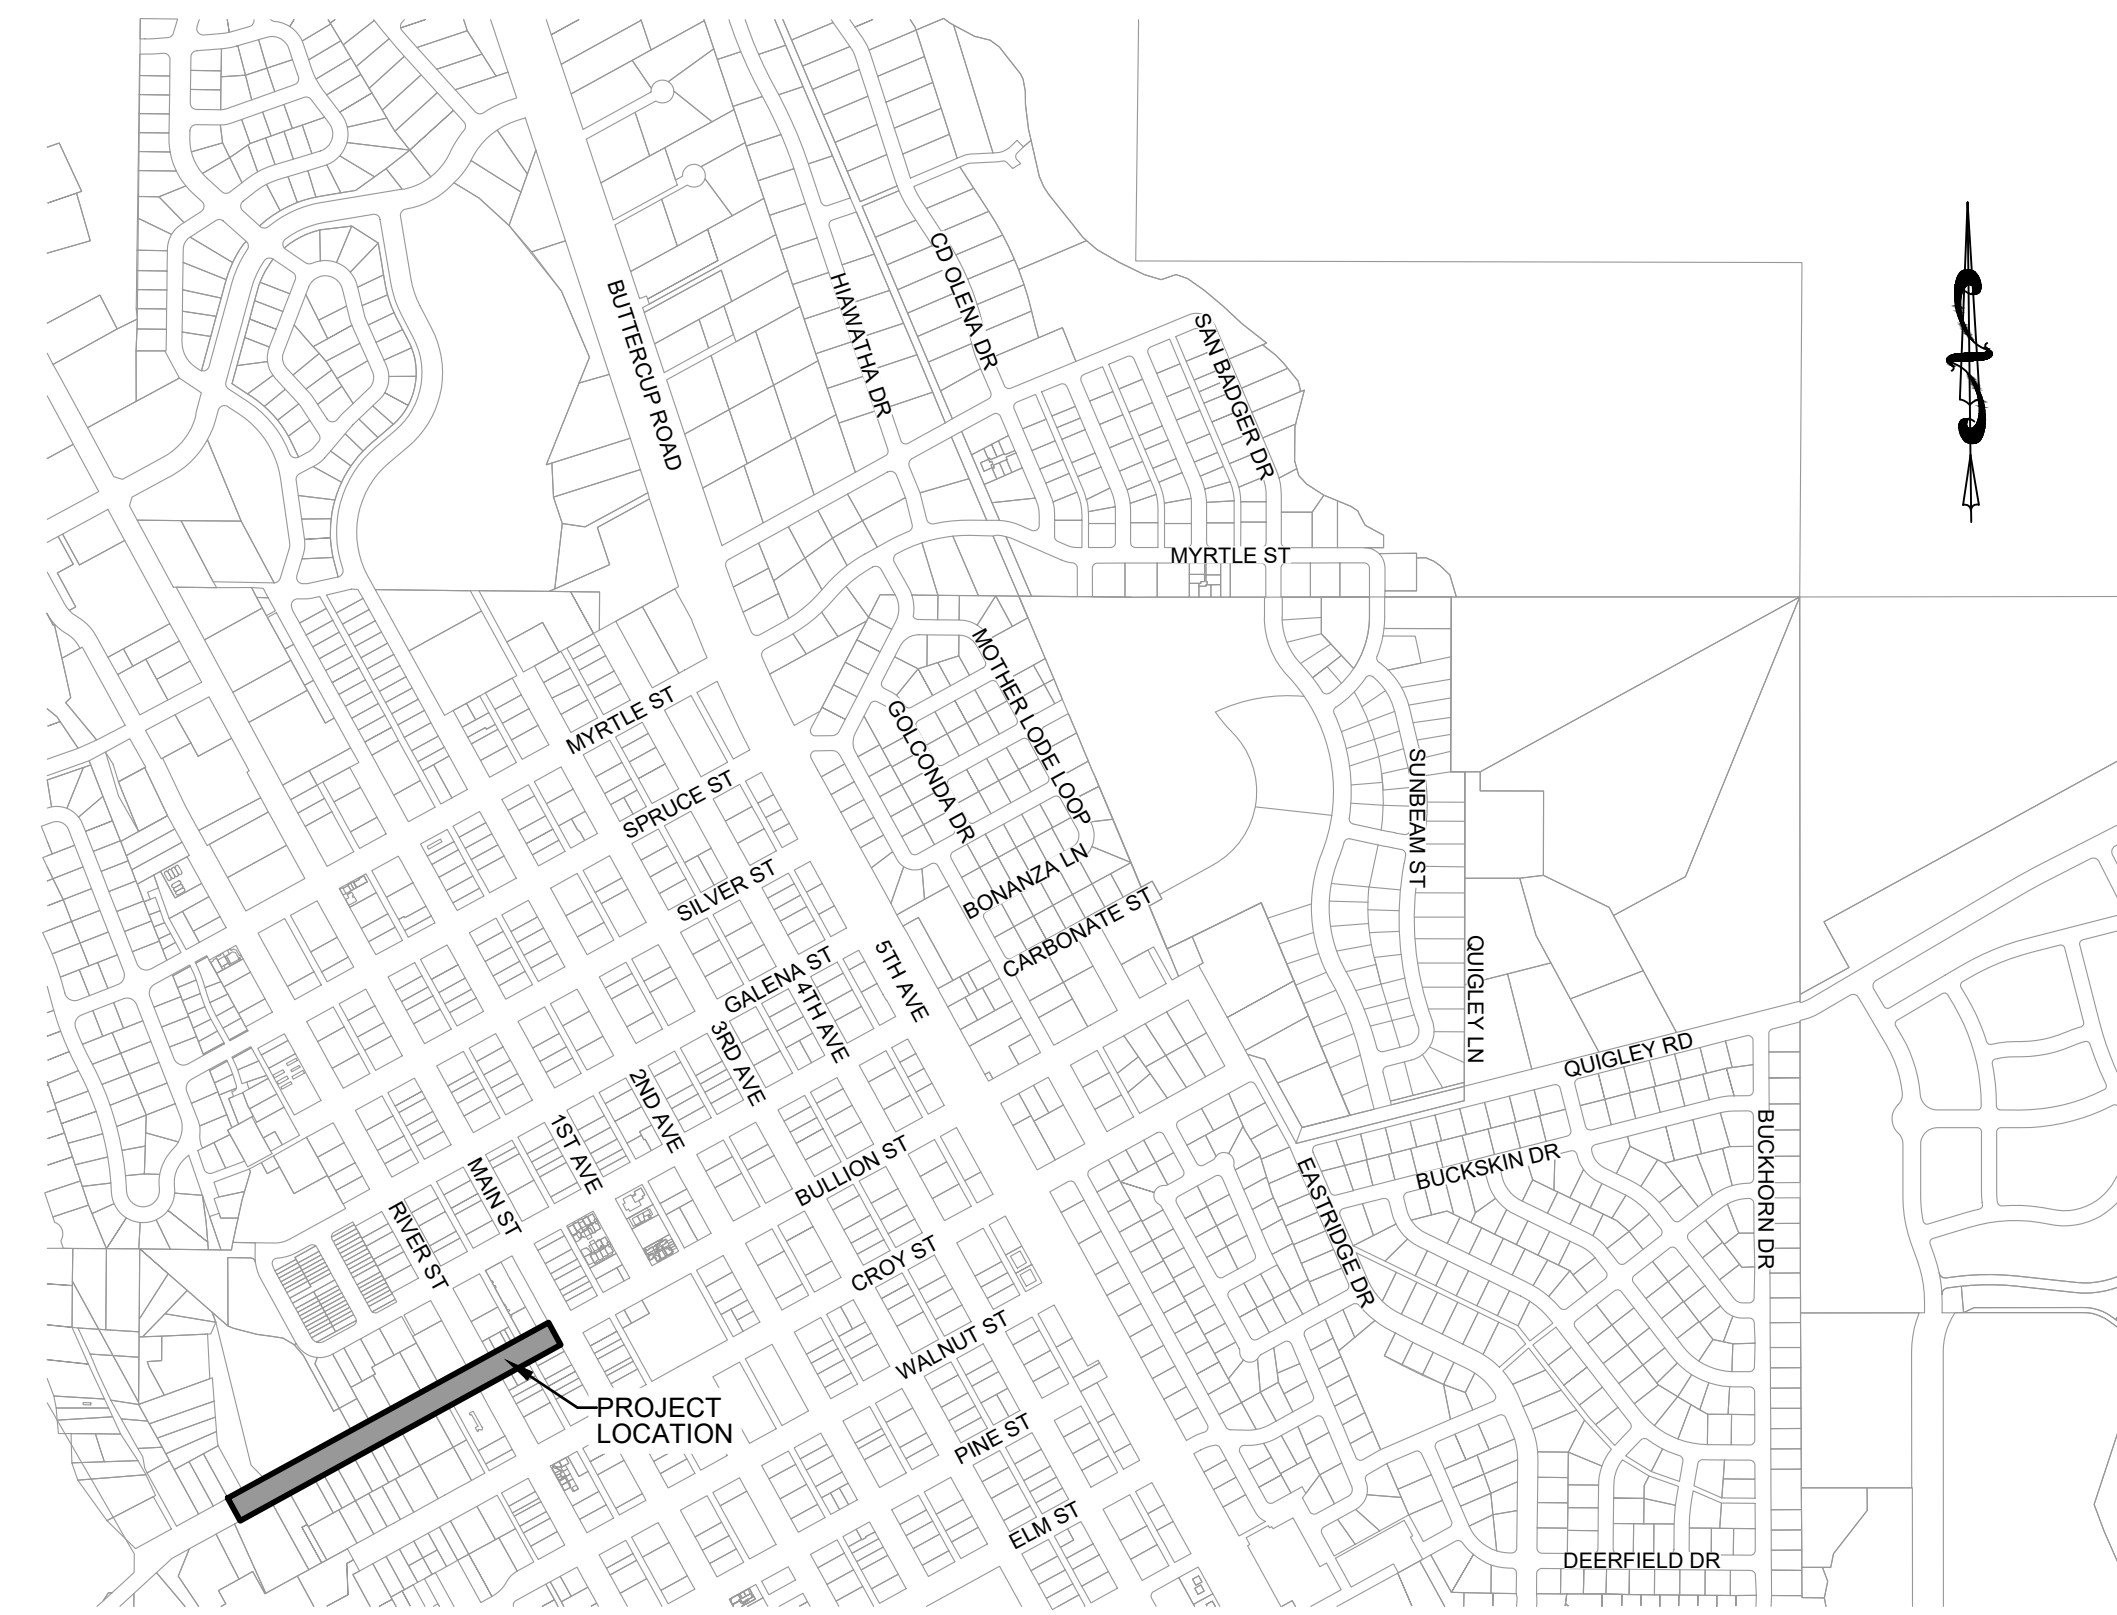 CD OLENA DR
BUTTERCUP ROAD
HIAWATHA DR
SAN BADGER DR
MYRTLE ST
MOTHER LODE LOOP
MYRTLE ST
GOLCONDA DR
SPRUCE ST
SUNBEAM ST
SILVER ST
BONANZA LN
CARBONATE ST
QUIGLEY LN
5TH AVE
GALENA ST
4TH AVE
3RD AVE
QUIGLEY RD
2ND AVE
1ST AVE
BUCKHORN DR
BULLION ST
BUCKSKIN DR
MAIN ST
EASTRIDGE DR
RIVER ST
CROY ST
WALNUT ST
PROJECT
LOCATION
PINE ST
ELM ST
DEERFIELD DR